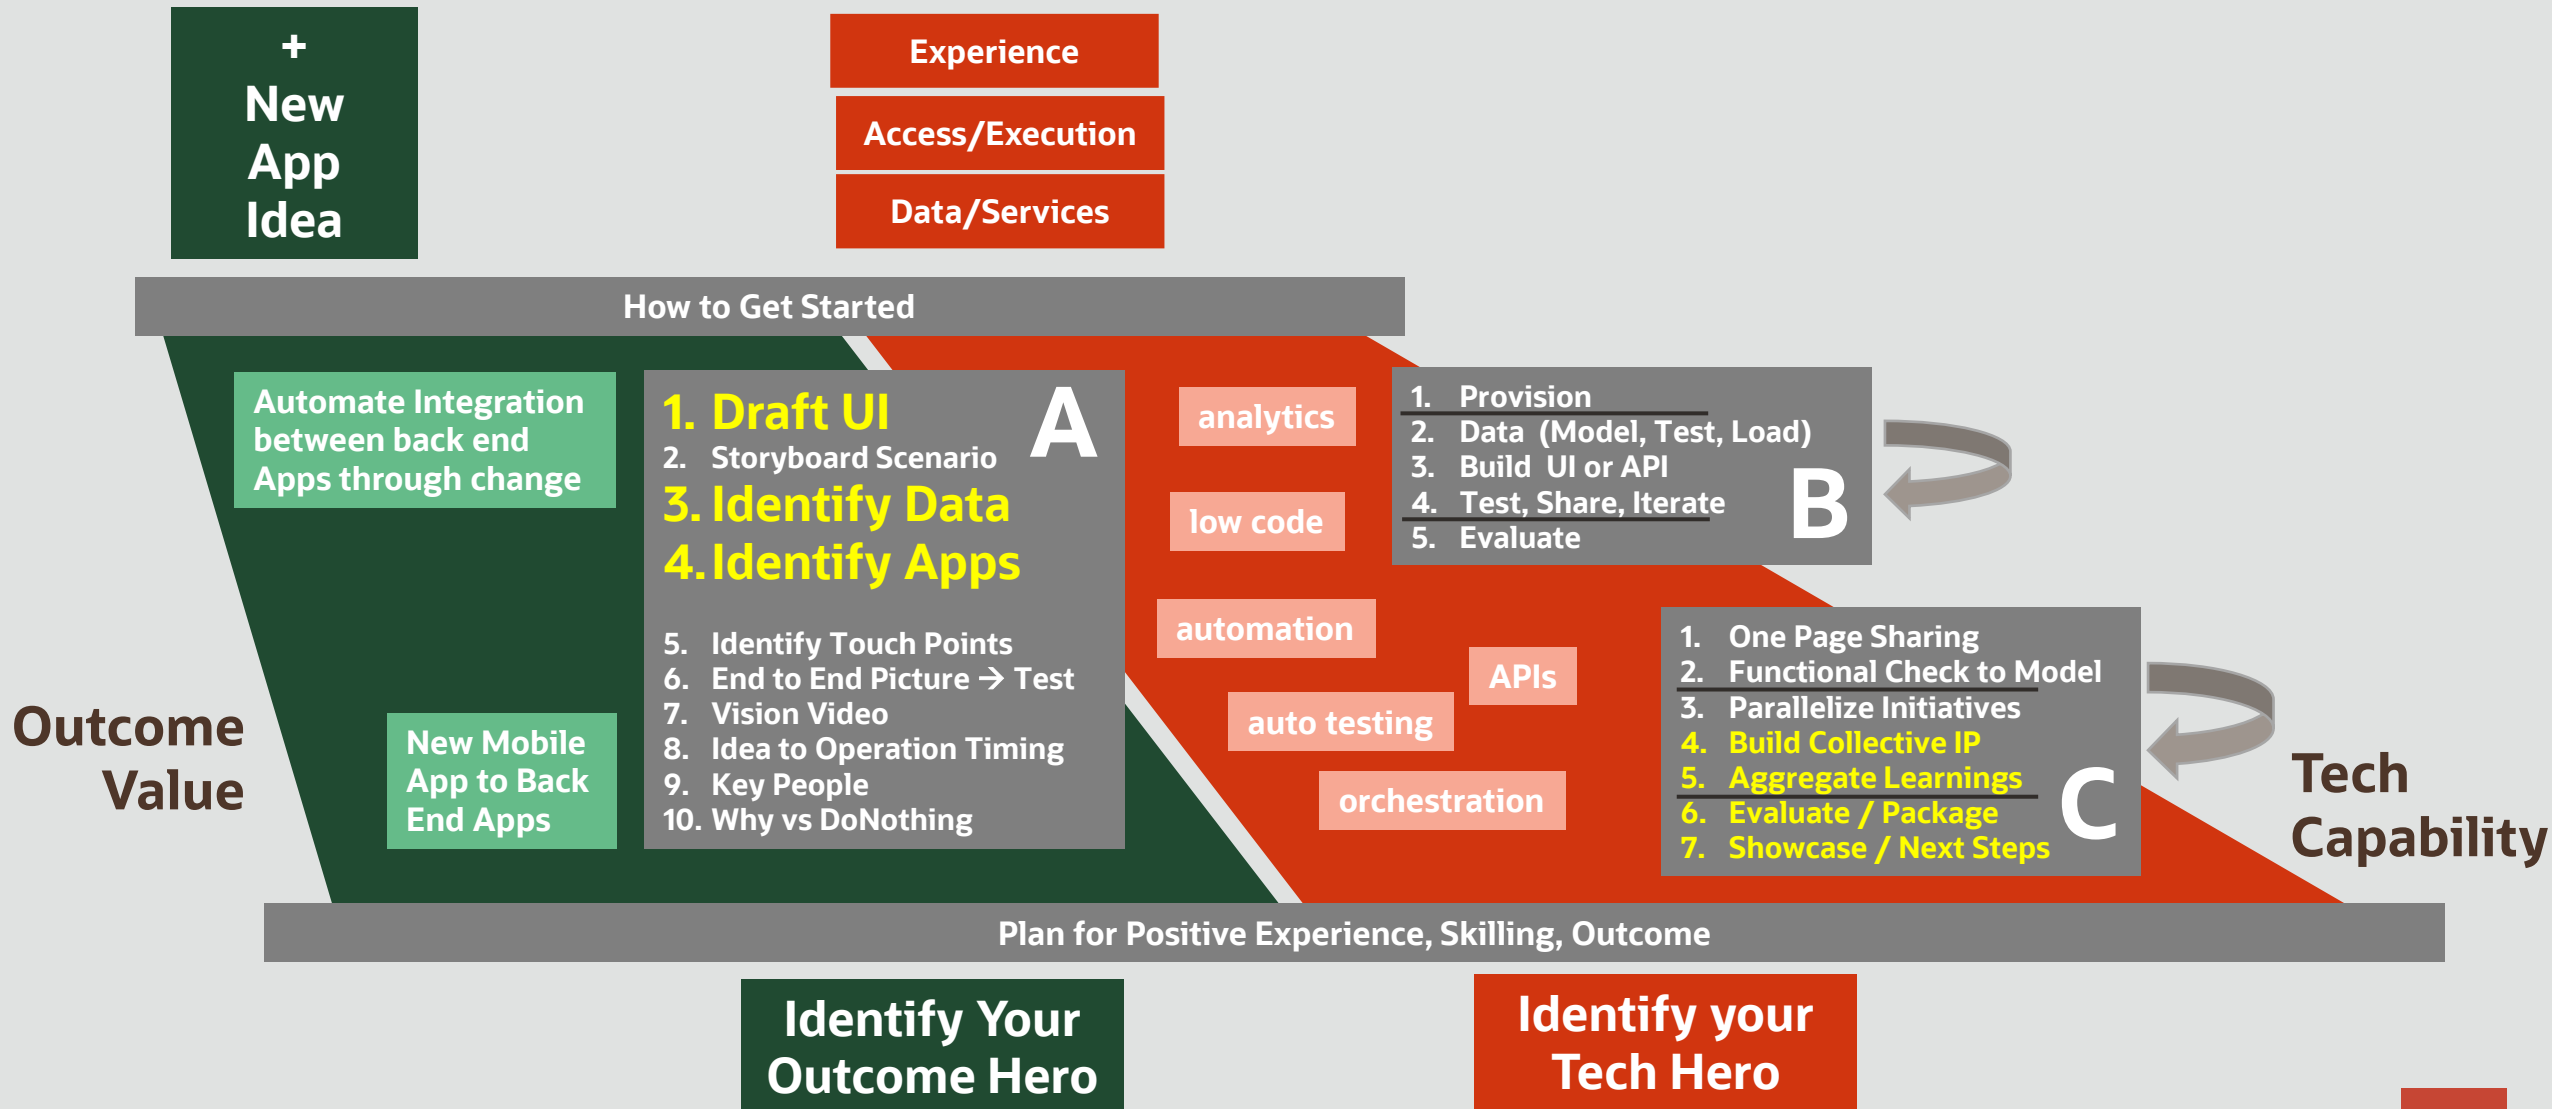 +
New
App
Idea
Experience
Access/Execution
Data/Services
How to Get Started
Automate Integration
between back end
Apps through change
New Mobile
App to Back
End Apps
A
1. Draft UI
2. Storyboard Scenario
3. Identify Data
4. Identify Apps
5. Identify Touch Points
6. End to End Picture → Test
7. Vision Video
8. Idea to Operation Timing
9. Key People
10. Why vs DoNothing
analytics
low code
automation
APIs
auto testing
orchestration
1. Provision
2. Data (Model, Test, Load)
3. Build UI or API
4. Test, Share, Iterate
5. Evaluate
B
1. One Page Sharing
2. Functional Check to Model
3. Parallelize Initiatives
4. Build Collective IP
5. Aggregate Learnings
6. Evaluate / Package
7. Showcase / Next Steps
C
Outcome
Value
Tech
Capability
Plan for Positive Experience, Skilling, Outcome
Identify Your
Outcome Hero
Identify your
Tech Hero